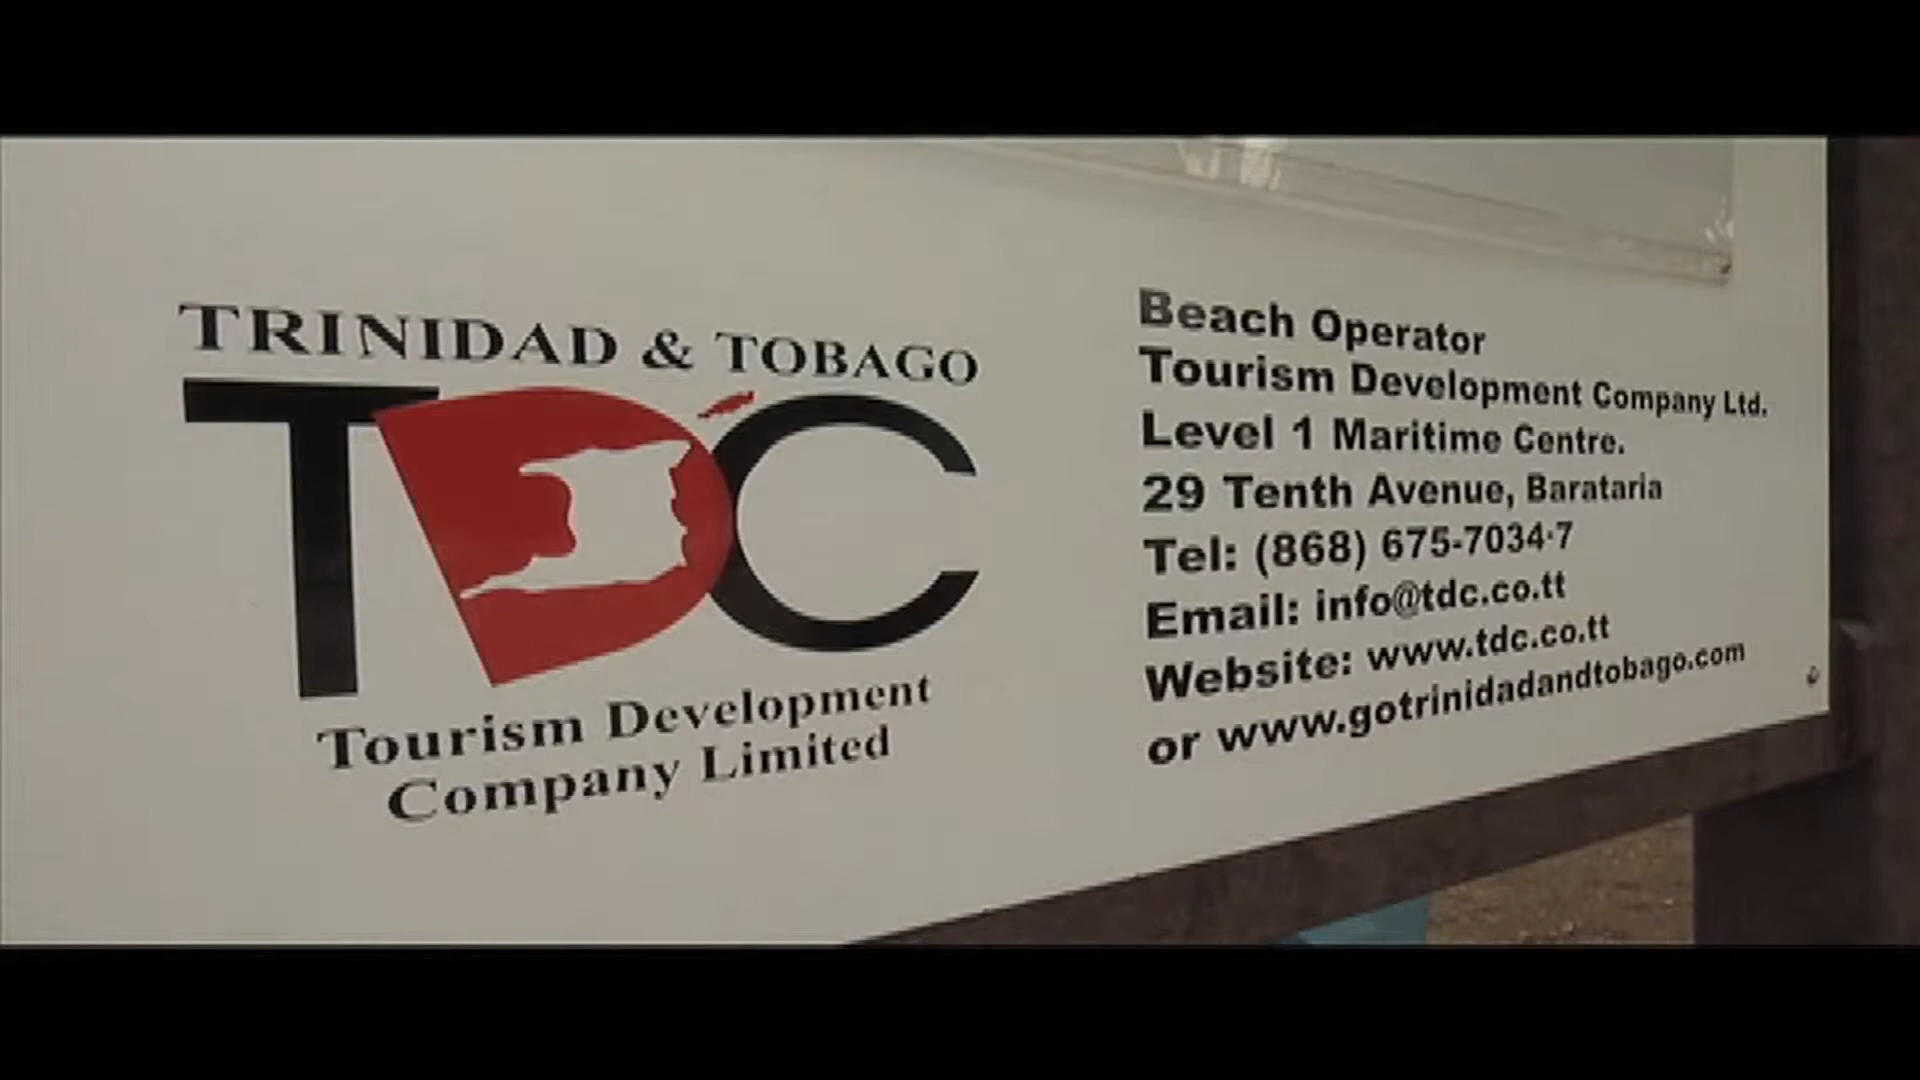 TRINIDAD & TOBAGO
TDC
Tourism Development
Company Limited
Beach Operator
Tourism Development Company Ltd.
Level 1 Maritime Centre.
29 Tenth Avenue, Barataria
Tel: (868) 675-7034-7
Email: info@tdc.co.tt
Website: www.tdc.co.tt
or www.gotrinidadandtobago.com